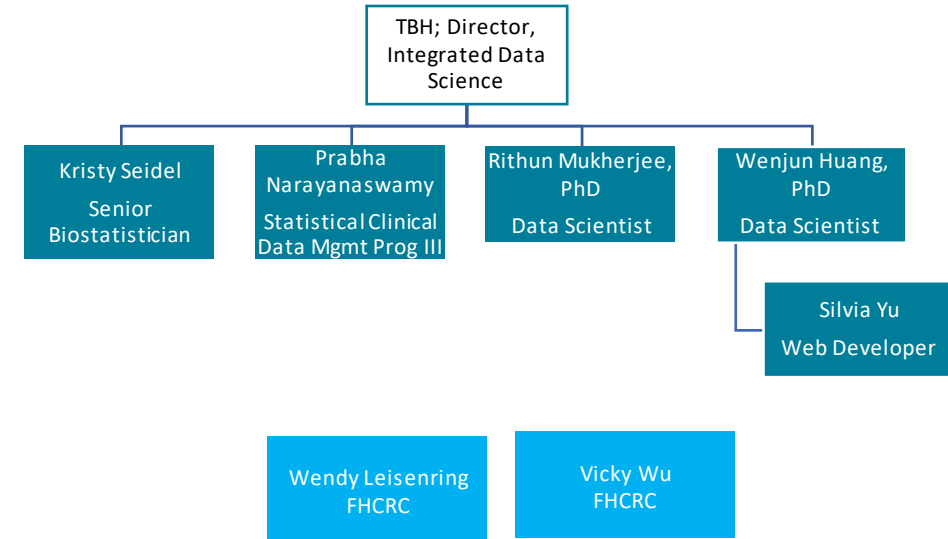 TBH; Director,
Integrated Data
Science
Kristy Seidel
Senior
Biostatistician
Prabha
Narayanaswamy
Statistical Clinical
Data Mgmt Prog III
Rithun Mukherjee,
PhD
Data Scientist
Wenjun Huang,
PhD
Data Scientist
Silvia Yu
Web Developer
Wendy Leisenring
FHCRC
Vicky Wu
FHCRC